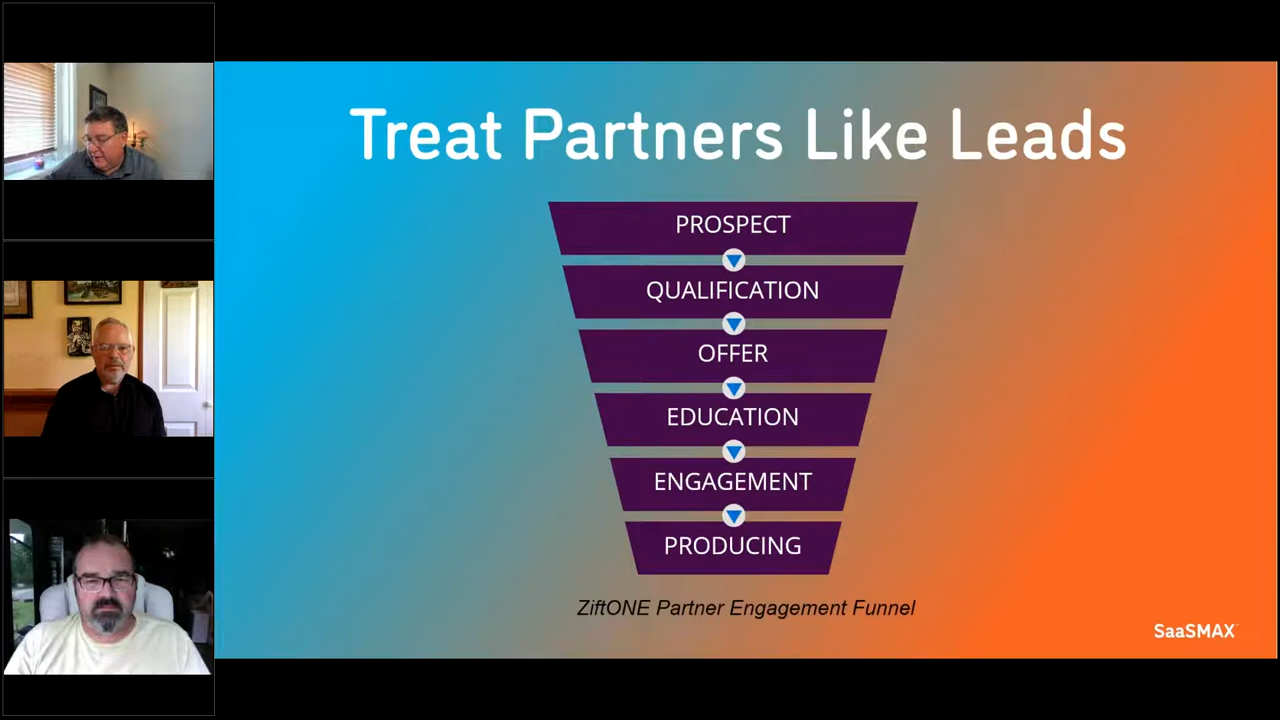 Treat Partners Like Leads
PROSPECT
QUALIFICATION
OFFER
EDUCATION
ENGAGEMENT
PRODUCING
ZiftONE Partner Engagement Funnel
SaaSMAX